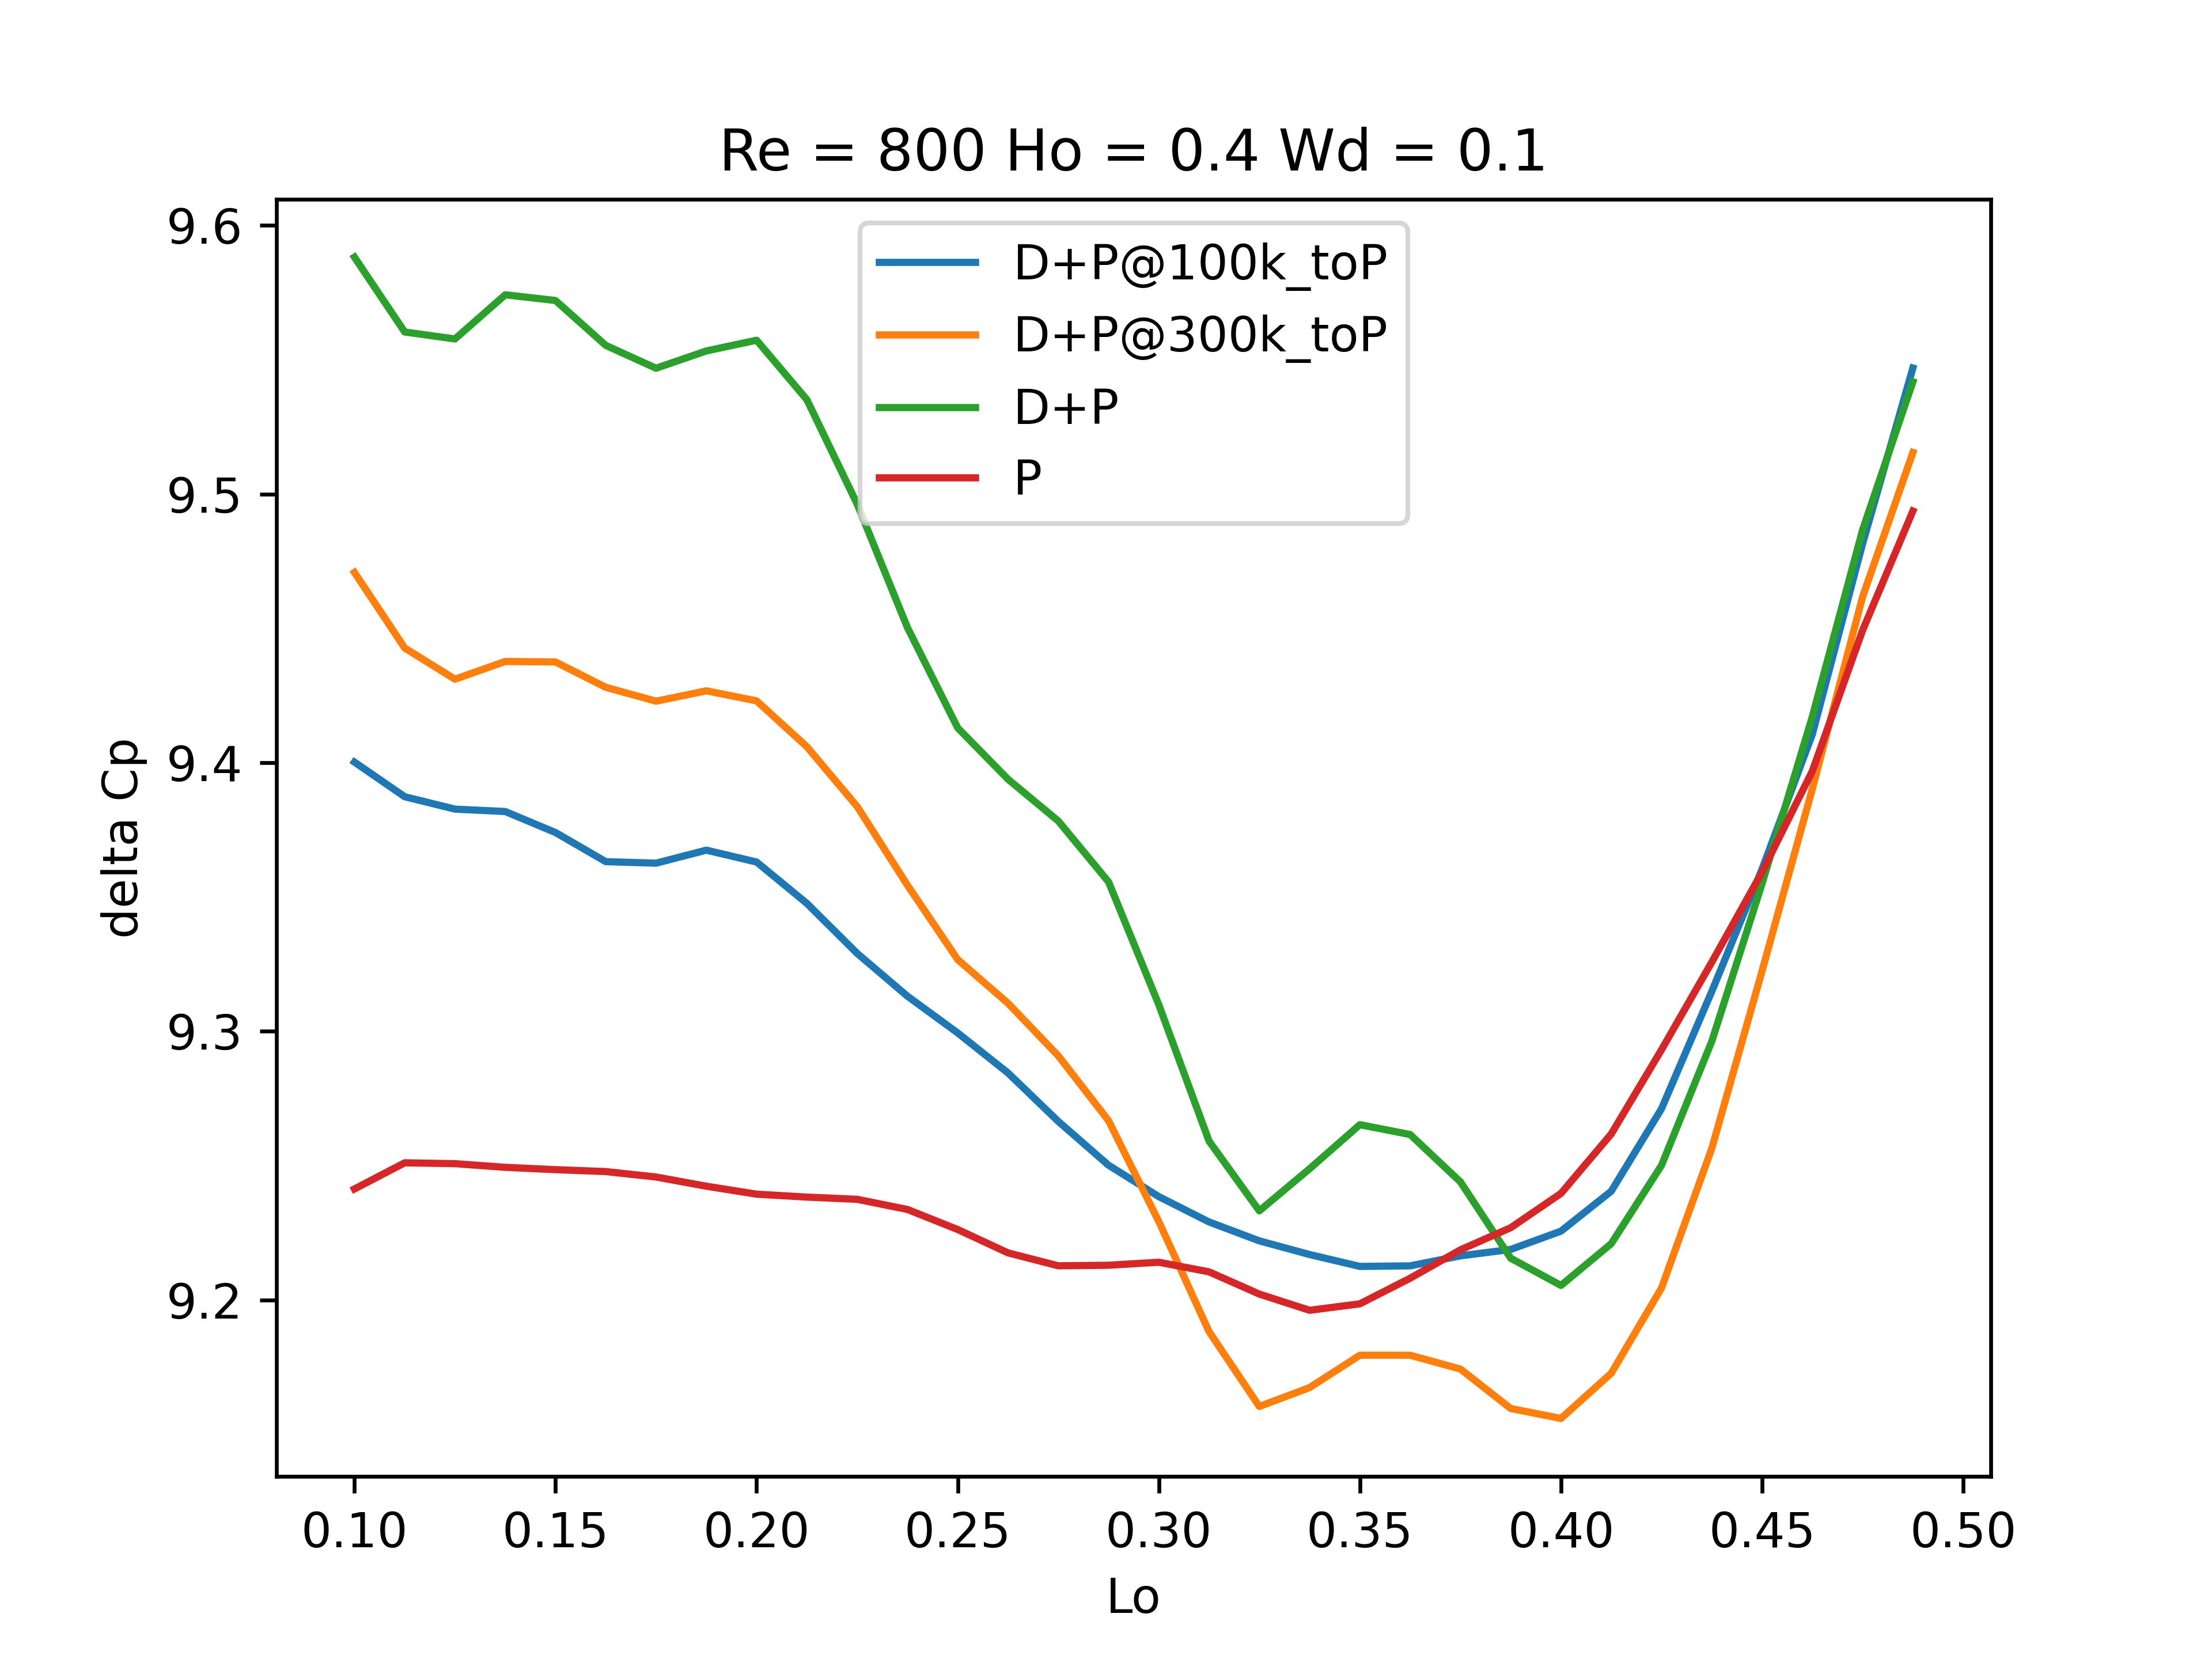 Re = 800 Ho = 0.4 Wd = 0.1
D+P@100k_toP
D+P@300k_toP
D+P
P
9.6
9.5
9.4
9.3
9.2
delta Cp
0.10 0.15 0.20 0.25 0.30 0.35 0.40 0.45 0.50
Lo